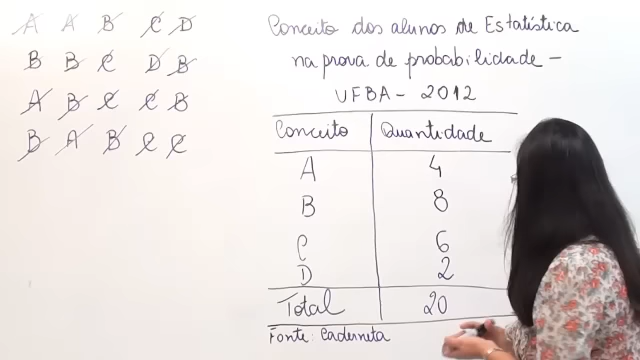 A A B C D
B B C D B
A B C C B
B A B C C
Conceito dos alunos de Estatística
na prova de probabilidade -
UFBA - 2012
Conceito Quantidade
A 4
B 8
C 6
D 2
Total 20
Fonte: Caderneta